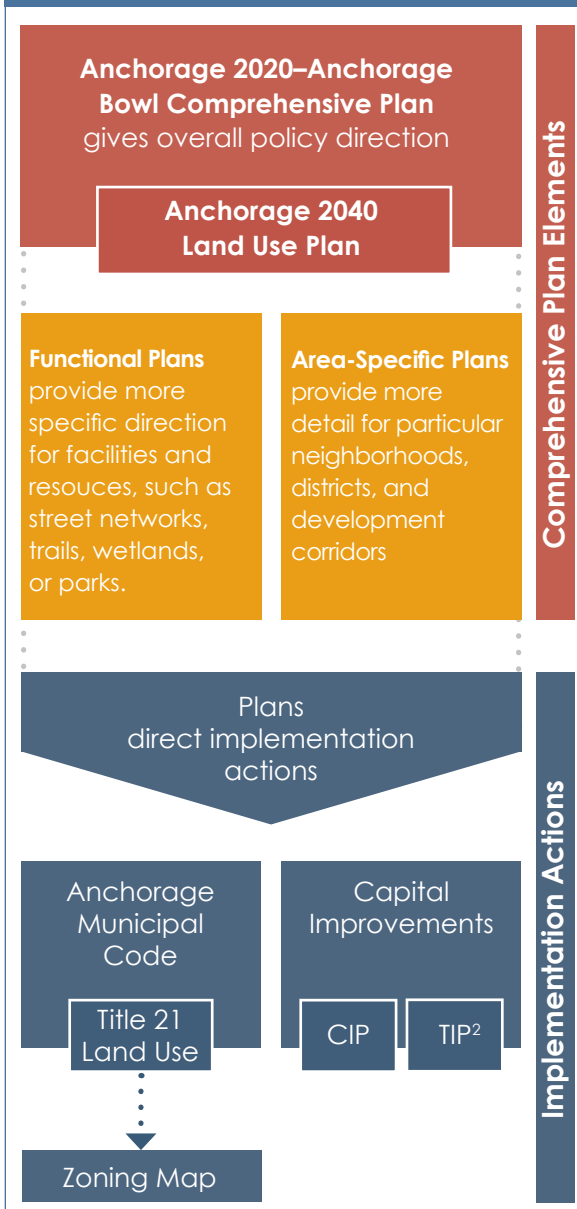 Anchorage 2020–Anchorage
Bowl Comprehensive Plan
gives overall policy direction
Anchorage 2040
Land Use Plan
Comprehensive Plan Elements
Functional Plans
provide more
specific direction
for facilities and
resouces, such as
street networks,
trails, wetlands,
or parks.
Area-Specific Plans
provide more
detail for particular
neighborhoods,
districts, and
development
corridors
Plans
direct implementation
actions
Implementation Actions
Anchorage
Municipal
Code
Title 21
Land Use
Capital
Improvements
CIP
TIP²
Zoning Map